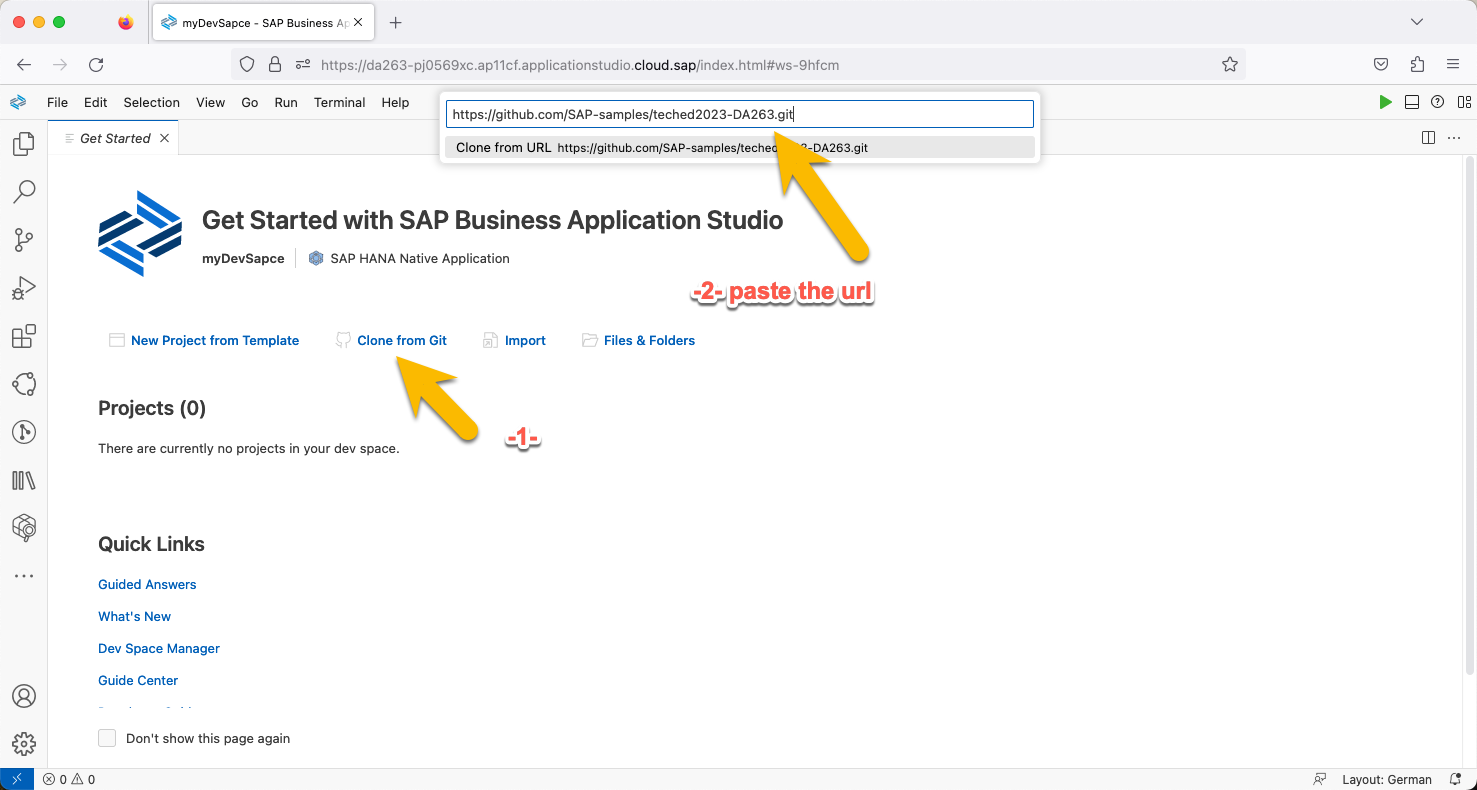 myDevSapce - SAP Business Ap
https://da263-pj0569xc.ap11cf.applicationstudio.cloud.sap/index.html#ws-9hfcm
File Edit Selection View Go Run Terminal Help
https://github.com/SAP-samples/teched2023-DA263.git
Clone from URL https://github.com/SAP-samples/teched2023-DA263.git
Get Started
Get Started with SAP Business Application Studio
myDevSapce SAP HANA Native Application
-2- paste the url
New Project from Template Clone from Git Import Files & Folders
Projects (0)
-1-
There are currently no projects in your dev space.
Quick Links
Guided Answers
What's New
Dev Space Manager
Guide Center
Don't show this page again
0 0 Layout: German